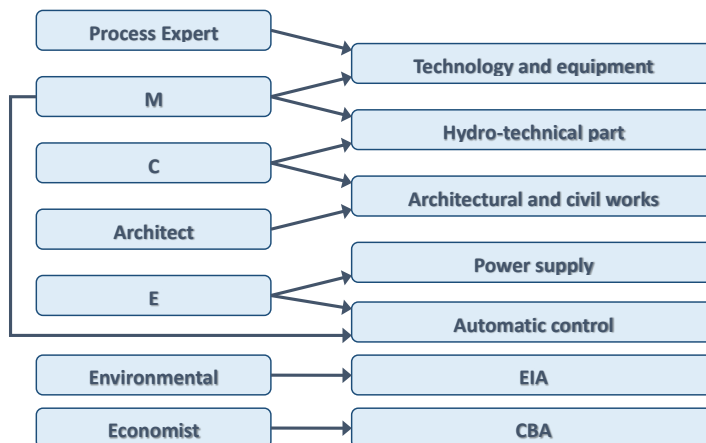 Process Expert
M
C
Architect
E
Environmental
Economist
Technology and equipment
Hydro-technical part
Architectural and civil works
Power supply
Automatic control
EIA
CBA